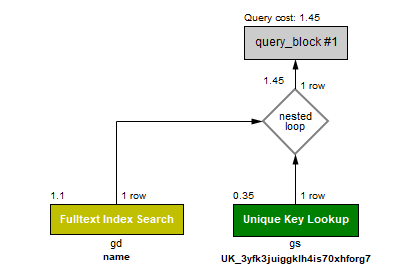 Query cost: 1.45
query_block #1
1.45
1 row
nested
loop
1.1
1 row
0.35
1 row
Fulltext Index Search
Unique Key Lookup
gd
gs
name
UK_3yfk3juiggklh4is70xhforg7